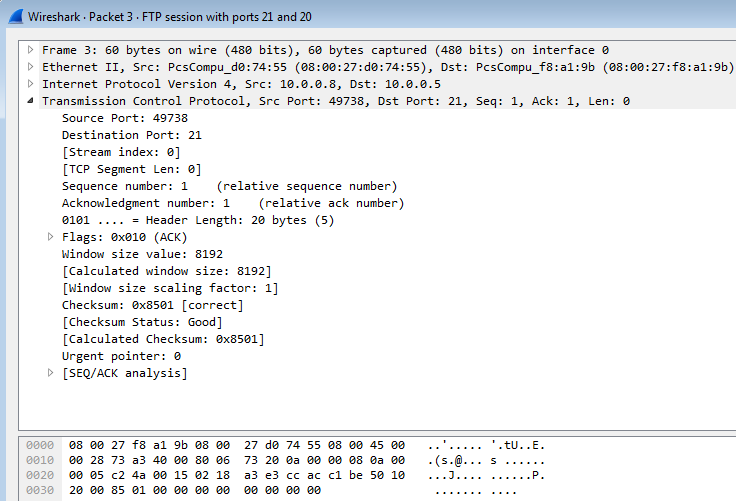 Wireshark · Packet 3 · FTP session with ports 21 and 20
Frame 3: 60 bytes on wire (480 bits), 60 bytes captured (480 bits) on interface 0
Ethernet II, Src: PcsCompu_d0:74:55 (08:00:27:d0:74:55), Dst: PcsCompu_f8:a1:9b (08:00:27:f8:a1:9b)
Internet Protocol Version 4, Src: 10.0.0.8, Dst: 10.0.0.5
Transmission Control Protocol, Src Port: 49738, Dst Port: 21, Seq: 1, Ack: 1, Len: 0
Source Port: 49738
Destination Port: 21
[Stream index: 0]
[TCP Segment Len: 0]
Sequence number: 1    (relative sequence number)
Acknowledgment number: 1    (relative ack number)
0101 .... = Header Length: 20 bytes (5)
Flags: 0x010 (ACK)
Window size value: 8192
[Calculated window size: 8192]
[Window size scaling factor: 1]
Checksum: 0x8501 [correct]
[Checksum Status: Good]
[Calculated Checksum: 0x8501]
Urgent pointer: 0
[SEQ/ACK analysis]
0000  08 00 27 f8 a1 9b 08 00  27 d0 74 55 08 00 45 00   ..'..... '.tU..E.
0010  00 28 73 a3 40 00 80 06  73 20 0a 00 00 08 0a 00   .(s.@... s ......
0020  00 05 c2 4a 00 15 02 18  a3 e3 cc ac c1 be 50 10   ...J.... ......P.
0030  20 00 85 01 00 00 00 00  00 00 00 00                ....... ....